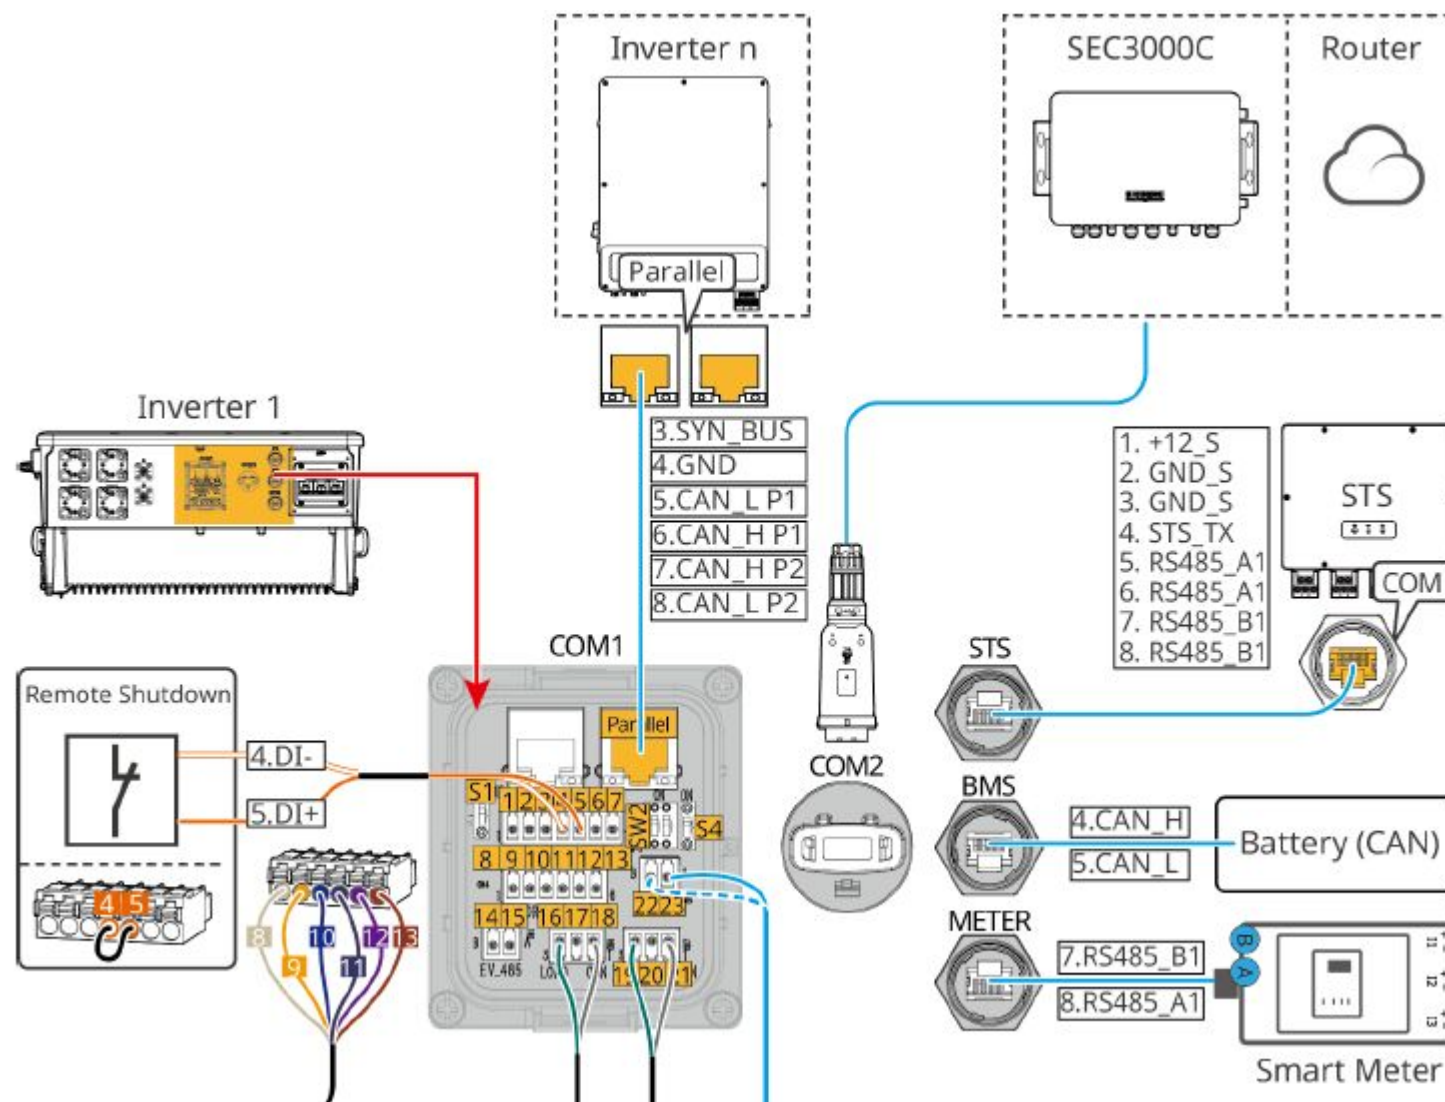 Inverter n
SEC3000C
Router
Parallel
Inverter 1
3.SYN_BUS
4.GND
5.CAN_L P1
6.CAN_H P1
7.CAN_H P2
8.CAN_L P2
1. +12_S
2. GND_S
3. GND_S
4. STS_TX
5. RS485_A1
6. RS485_A1
7. RS485_B1
8. RS485_B1
STS
COM
COM1
Remote Shutdown
4.DI-
5.DI+
4 5
8 9 10 11 12 13
Parallel
S1
1 2 3 4 5 6 7
SW2
ON ON
S4
8 9 10 11 12 13
14 15 16 17 18
22 23
EV_485
19 20 21
COM2
STS
BMS
4.CAN_H
5.CAN_L
Battery (CAN)
METER
7.RS485_B1
8.RS485_A1
B
A
Smart Meter